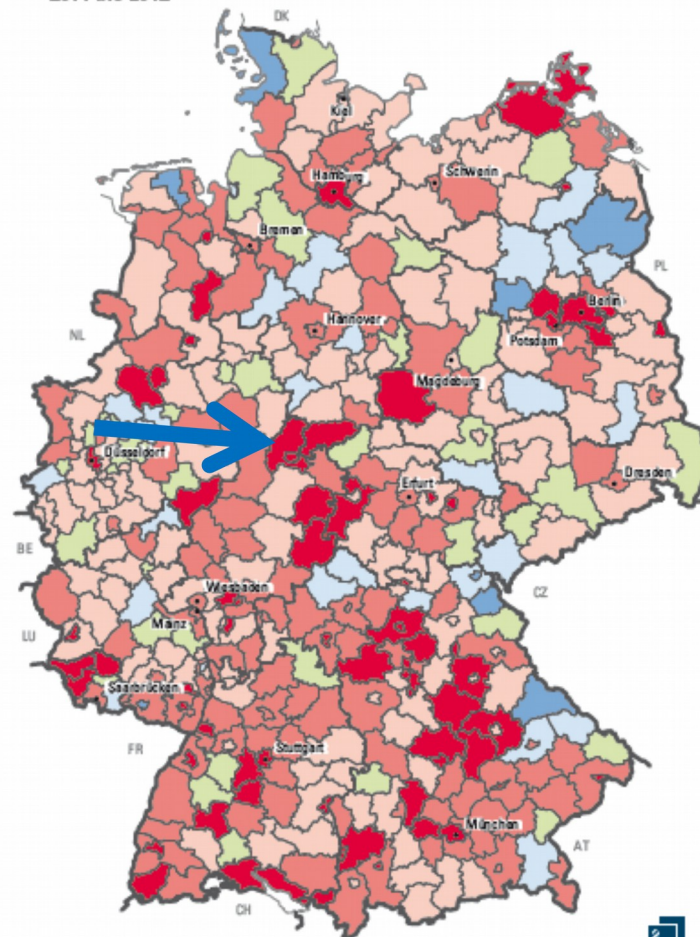 DK
Kiel
Hamburg
Schwerin
Bremen
PL
Berlin
Hannover
NL
Potsdam
Magdeburg
Düsseldorf
Erfurt
Dresden
BE
Wiesbaden
CZ
Mainz
LU
Saarbrücken
FR
Stuttgart
München
AT
CH